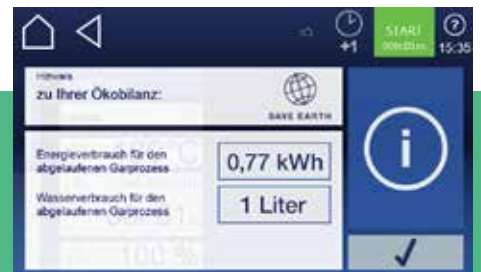 +1
START
15:35
Hinweis
zu Ihrer Ökobilanz:
SAVE EARTH
Energieverbrauch für den
abgelaufenen Garprozess
0,77 kWh
Wasserverbrauch für den
abgelaufenen Garprozess
1 Liter
100 %